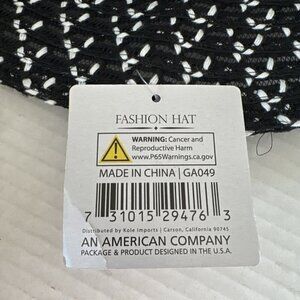 FASHION HAT
WARNING: Cancer and
Reproductive Harm
www.P65Warnings.ca.gov
MADE IN CHINA | GA049
7 31015 29476 3
Distributed by Kole Imports | Carson, California 90745
AN AMERICAN COMPANY
PACKAGE & PRODUCT DESIGNED IN THE U.S.A.